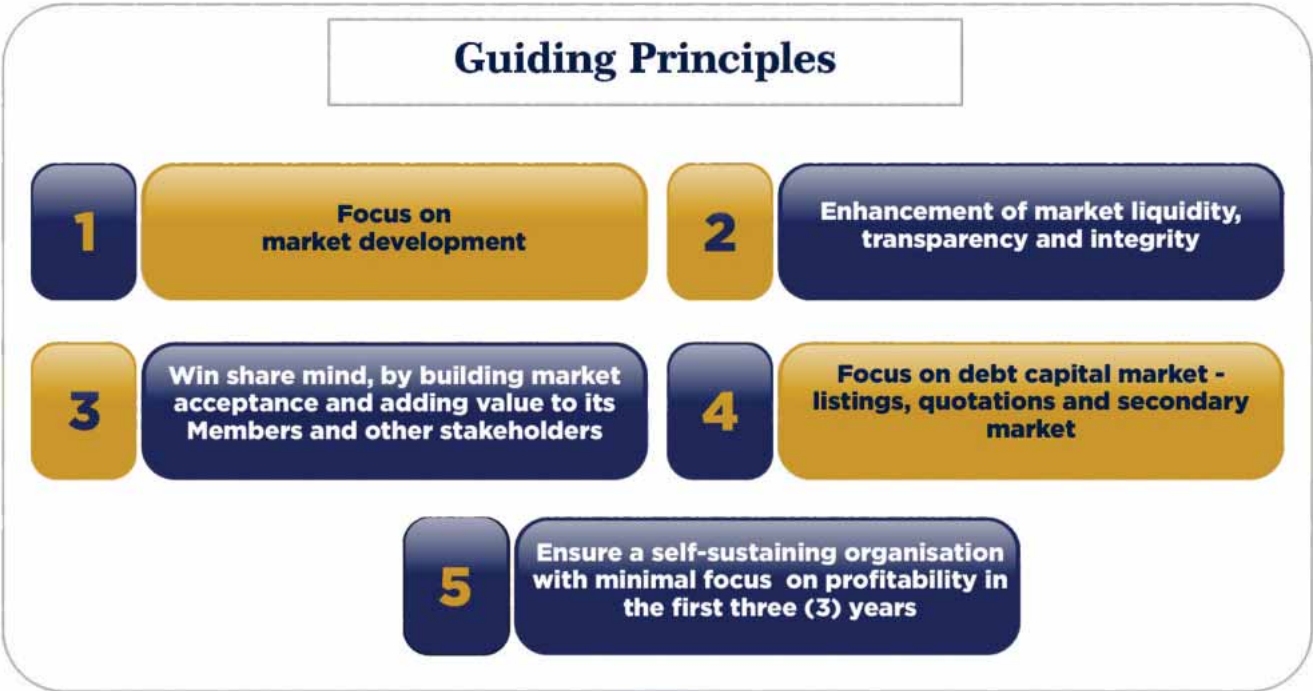 Guiding Principles
1
Focus on
market development
2
Enhancement of market liquidity,
transparency and integrity
3
Win share mind, by building market
acceptance and adding value to its
Members and other stakeholders
4
Focus on debt capital market -
listings, quotations and secondary
market
5
Ensure a self-sustaining organisation
with minimal focus on profitability in
the first three (3) years